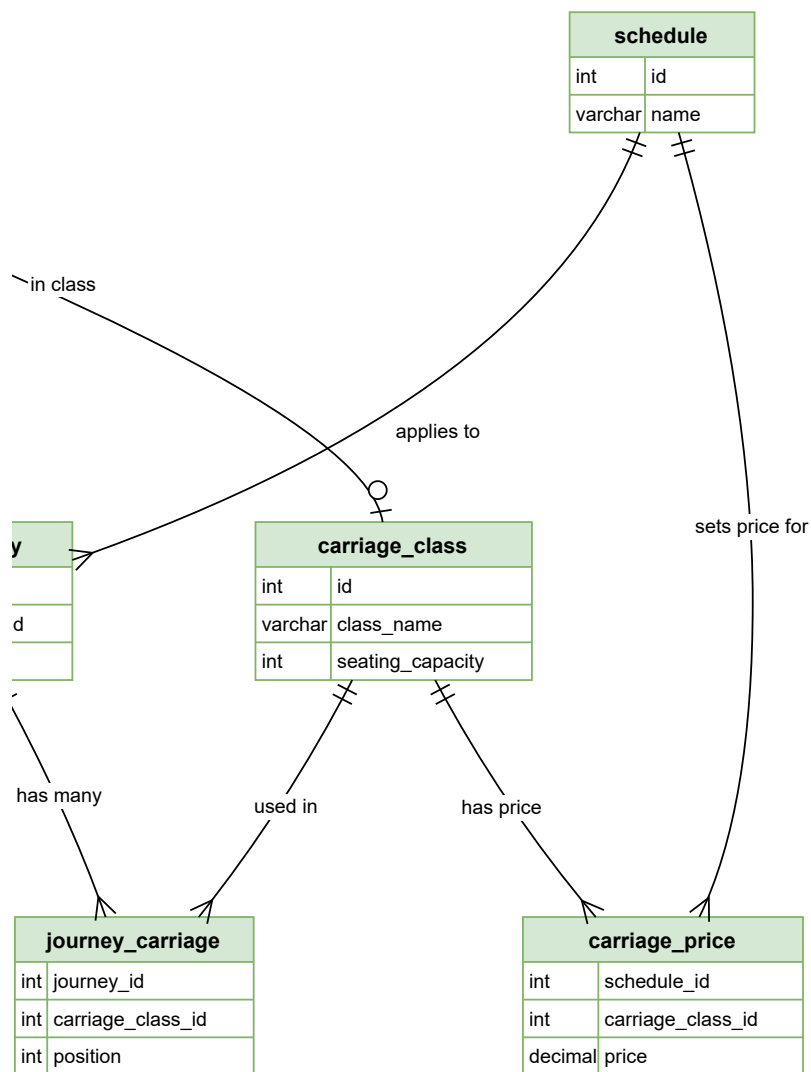 schedule
int id
varchar name
in class
applies to
sets price for
y
d
carriage_class
int id
varchar class_name
int seating_capacity
has many
used in
has price
journey_carriage
int journey_id
int carriage_class_id
int position
carriage_price
int schedule_id
int carriage_class_id
decimal price